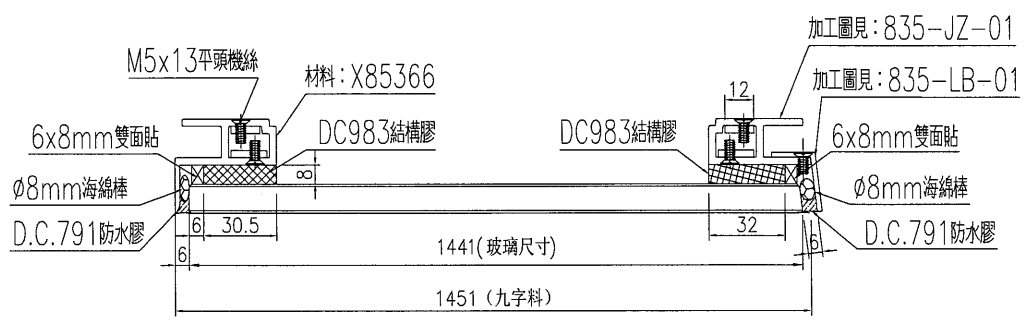 加工圖見：835-JZ-01
M5x13平頭機絲
材料：X85366
加工圖見：835-LB-01
12
6x8mm雙面貼
DC983結構膠
DC983結構膠
6x8mm雙面貼
8
ø8mm海綿棒
ø8mm海綿棒
6
30.5
32
D.C.791防水膠
D.C.791防水膠
6
1441(玻璃尺寸)
6
1451（九字料）